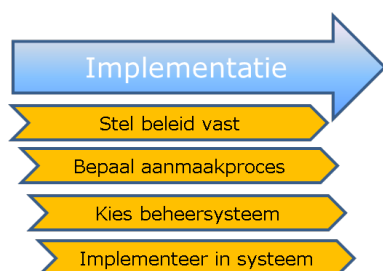 Implementatie
Stel beleid vast
Bepaal aanmaakproces
Kies beheersysteem
Implementeer in systeem